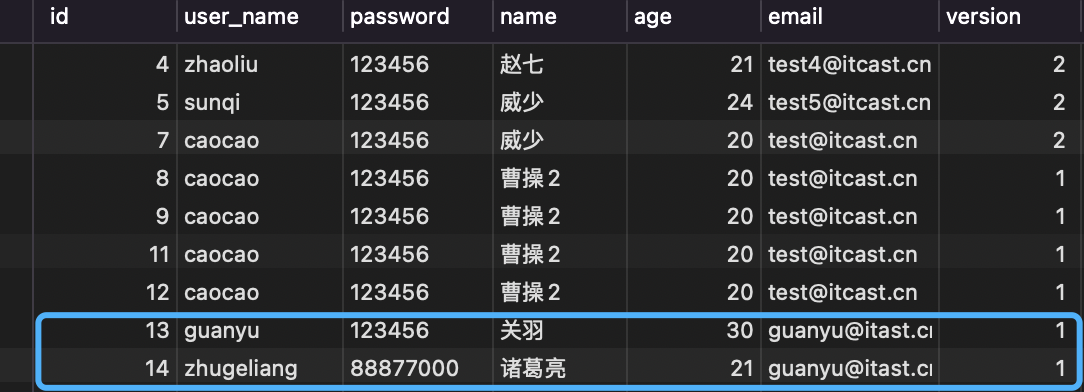 id user_name password name age email version
4 zhaoliu 123456 赵七 21 test4@itcast.cn 2
5 sunqi 123456 威少 24 test5@itcast.cn 2
7 caocao 123456 威少 20 test@itcast.cn 2
8 caocao 123456 曹操2 20 test@itcast.cn 1
9 caocao 123456 曹操2 20 test@itcast.cn 1
11 caocao 123456 曹操2 20 test@itcast.cn 1
12 caocao 123456 曹操2 20 test@itcast.cn 1
13 guanyu 123456 关羽 30 guanyu@itast.c 1
14 zhugeliang 88877000 诸葛亮 21 guanyu@itast.c 1